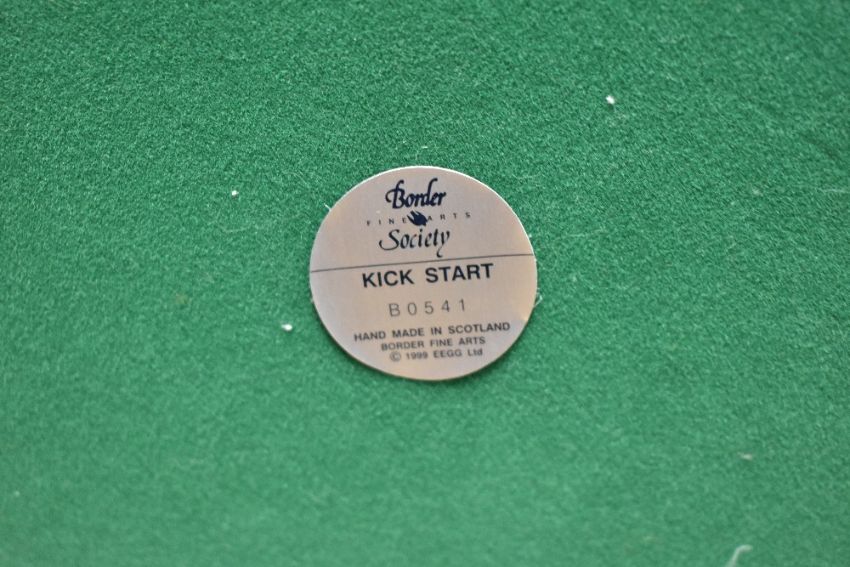 Border
FINE ARTS
Society
KICK START
B0541
HAND MADE IN SCOTLAND
BORDER FINE ARTS
© 1999 EEGG Ltd